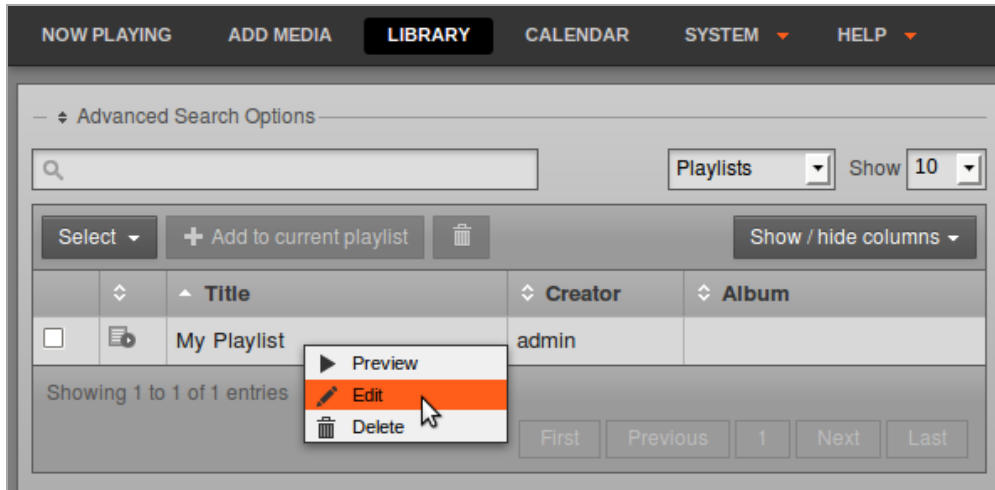 NOW PLAYING ADD MEDIA LIBRARY CALENDAR SYSTEM HELP
Advanced Search Options
Playlists Show 10
Select Add to current playlist Show / hide columns
Title Creator Album
My Playlist admin
Preview
Showing 1 to 1 of 1 entries Edit
Delete
First Previous 1 Next Last